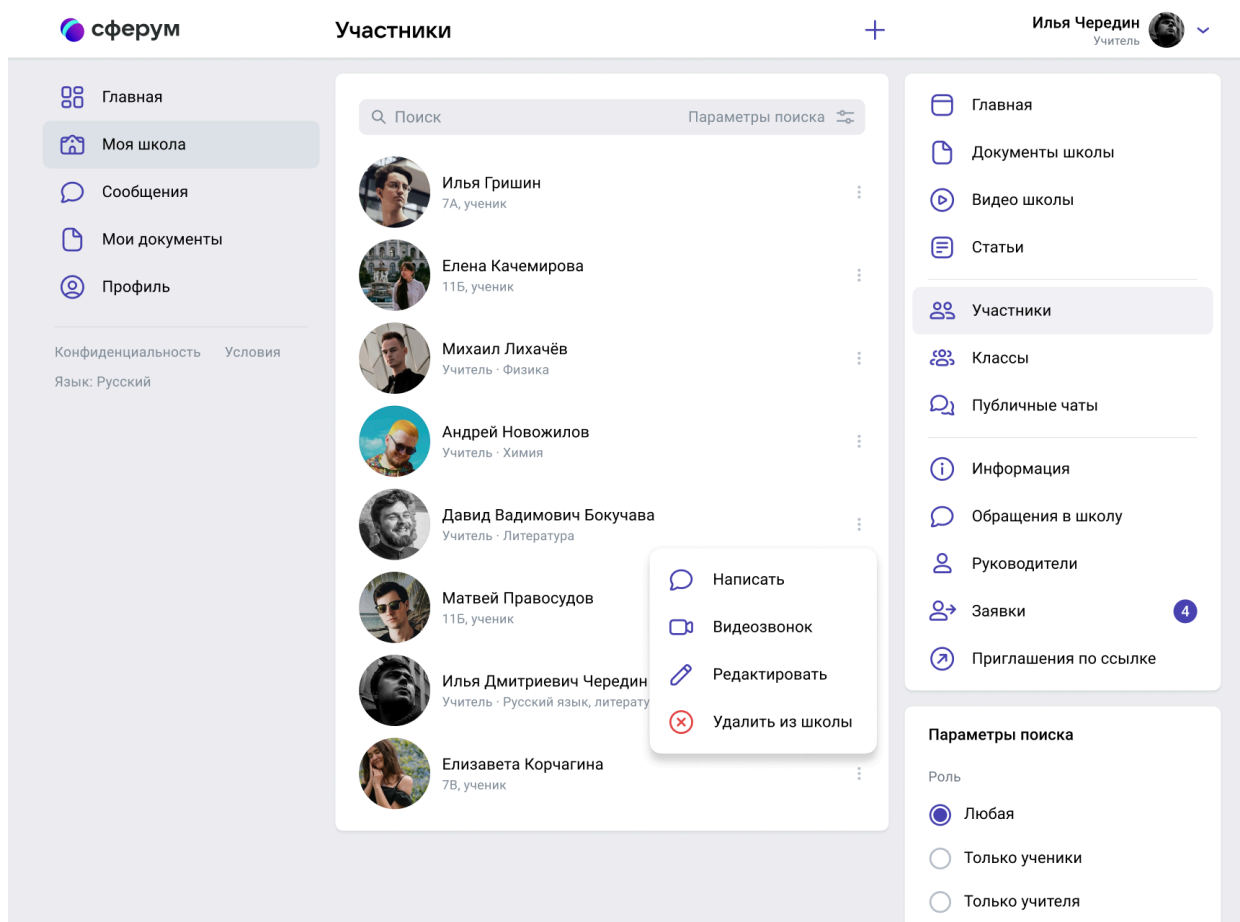 сферум
Участники
Илья Чередин
Учитель
Главная
Моя школа
Сообщения
Мои документы
Профиль
Конфиденциальность Условия
Язык: Русский
Поиск Параметры поиска
Илья Гришин
7А, ученик
Елена Качемирова
11Б, ученик
Михаил Лихачёв
Учитель · Физика
Андрей Новожилов
Учитель · Химия
Давид Вадимович Бокучава
Учитель · Литература
Матвей Правосудов
11Б, ученик
Илья Дмитриевич Чередин
Учитель · Русский язык, литерату
Елизавета Корчагина
7В, ученик
Написать
Видеозвонок
Редактировать
Удалить из школы
Главная
Документы школы
Видео школы
Статьи
Участники
Классы
Публичные чаты
Информация
Обращения в школу
Руководители
Заявки 4
Приглашения по ссылке
Параметры поиска
Роль
Любая
Только ученики
Только учителя